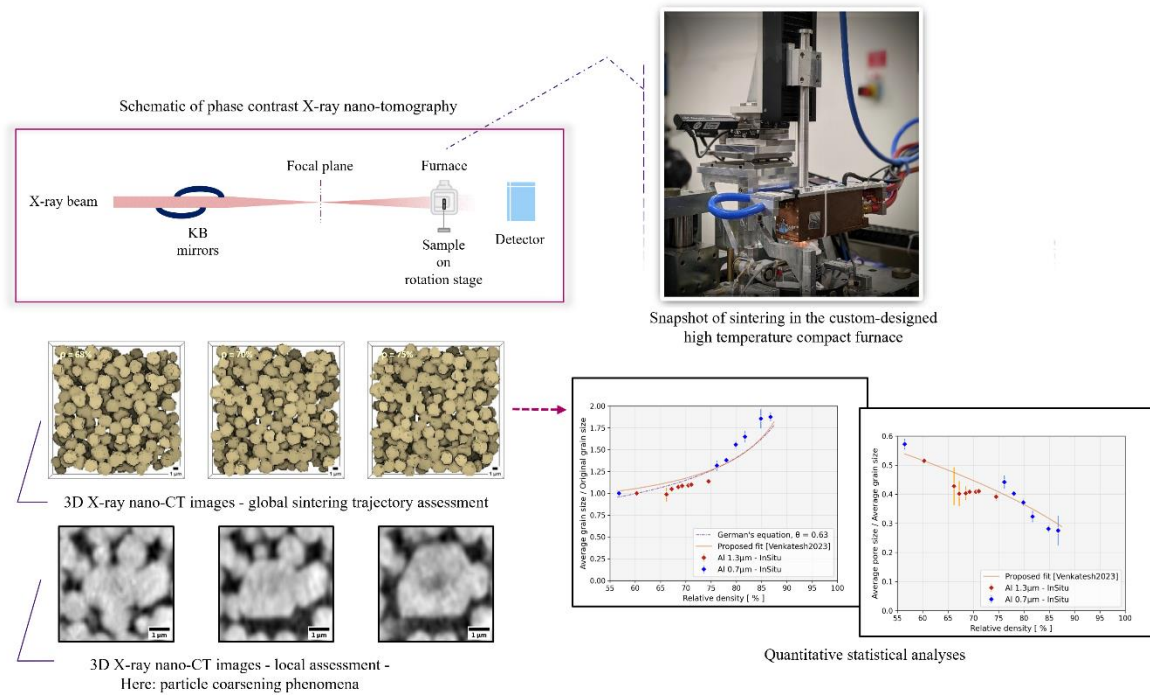 Schematic of phase contrast X-ray nano-tomography
Focal plane
Furnace
X-ray beam
KB
mirrors
Sample
on
rotation stage
Detector
Snapshot of sintering in the custom-designed
high temperature compact furnace
ρ = 68%
ρ = 70%
ρ = 75%
1 μm
1 μm
1 μm
3D X-ray nano-CT images - global sintering trajectory assessment
1 μm
1 μm
1 μm
3D X-ray nano-CT images - local assessment -
Here: particle coarsening phenomena
Average grain size / Original grain size
2.00
1.75
1.50
1.25
1.00
0.75
0.50
0.25
0.00
German's equation, θ = 0.63
Proposed fit [Venkatesh2023]
Al 1.3μm - InSitu
Al 0.7μm - InSitu
55 60 65 70 75 80 85 90 95 100
Relative density [ % ]
Average pore size / Average grain size
0.6
0.5
0.4
0.3
0.2
0.1
0.0
Proposed fit [Venkatesh2023]
Al 1.3μm - InSitu
Al 0.7μm - InSitu
55 60 65 70 75 80 85 90 95 100
Relative density [ % ]
Quantitative statistical analyses